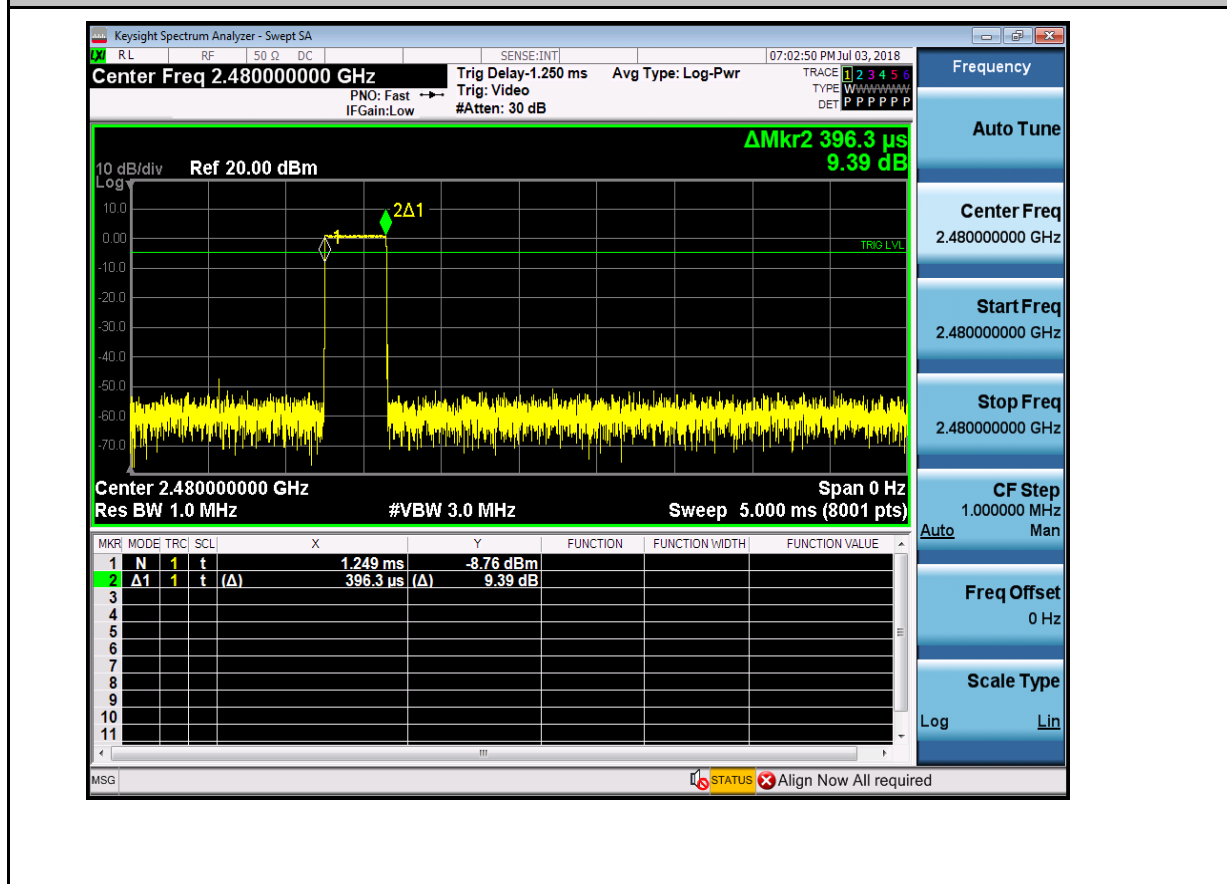 Keysight Spectrum Analyzer - Swept SA
LXI RL RF 50 Ω DC SENSE:INT 07:02:50 PM Jul 03, 2018
Center Freq 2.480000000 GHz
PNO: Fast
IFGain:Low
Trig Delay-1.250 ms
Trig: Video
#Atten: 30 dB
Avg Type: Log-Pwr
TRACE 1 2 3 4 5 6
TYPE WWWWWW
DET P P P P P P
ΔMkr2 396.3 µs
9.39 dB
10 dB/div Ref 20.00 dBm
Log
10.0
0.00
-10.0
-20.0
-30.0
-40.0
-50.0
-60.0
-70.0
2Δ1
1
TRIG LVL
Center 2.480000000 GHz Span 0 Hz
Res BW 1.0 MHz #VBW 3.0 MHz Sweep 5.000 ms (8001 pts)
MKR MODE TRC SCL X Y FUNCTION FUNCTION WIDTH FUNCTION VALUE
1 N 1 t 1.249 ms -8.76 dBm
2 Δ1 1 t (Δ) 396.3 µs (Δ) 9.39 dB
3
4
5
6
7
8
9
10
11
MSG STATUS Align Now All required
Frequency
Auto Tune
Center Freq
2.480000000 GHz
Start Freq
2.480000000 GHz
Stop Freq
2.480000000 GHz
CF Step
1.000000 MHz
Auto Man
Freq Offset
0 Hz
Scale Type
Log Lin